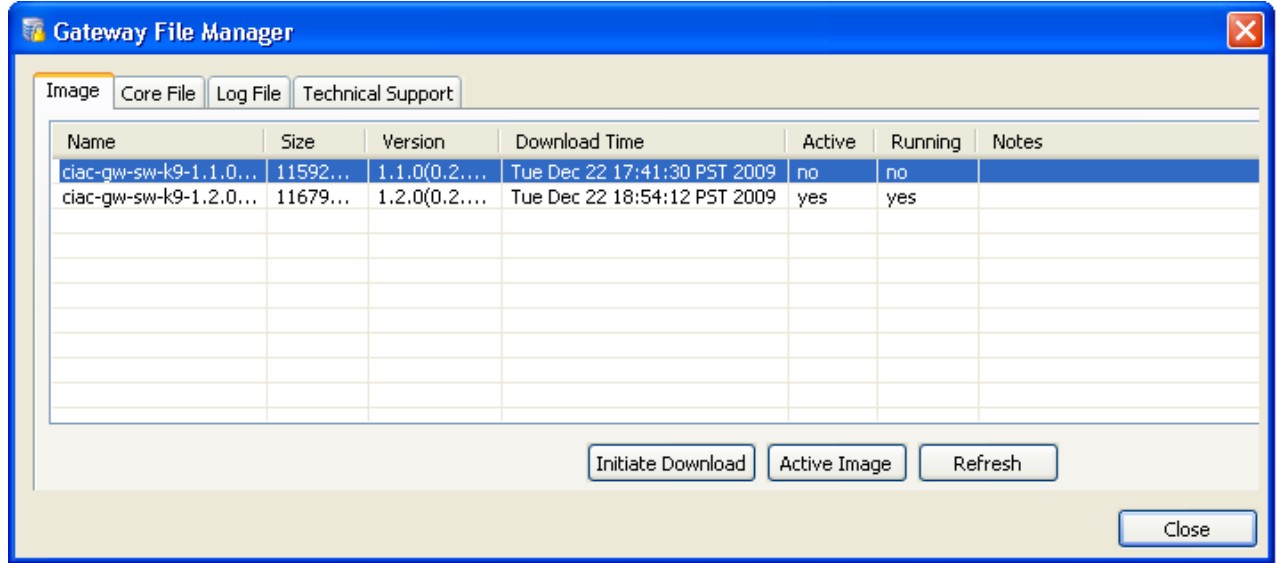 Gateway File Manager
Image Core File Log File Technical Support
Name Size Version Download Time Active Running Notes
ciac-gw-sw-k9-1.1.0... 11592... 1.1.0(0.2.... Tue Dec 22 17:41:30 PST 2009 no no
ciac-gw-sw-k9-1.2.0... 11679... 1.2.0(0.2.... Tue Dec 22 18:54:12 PST 2009 yes yes
Initiate Download Active Image Refresh
Close